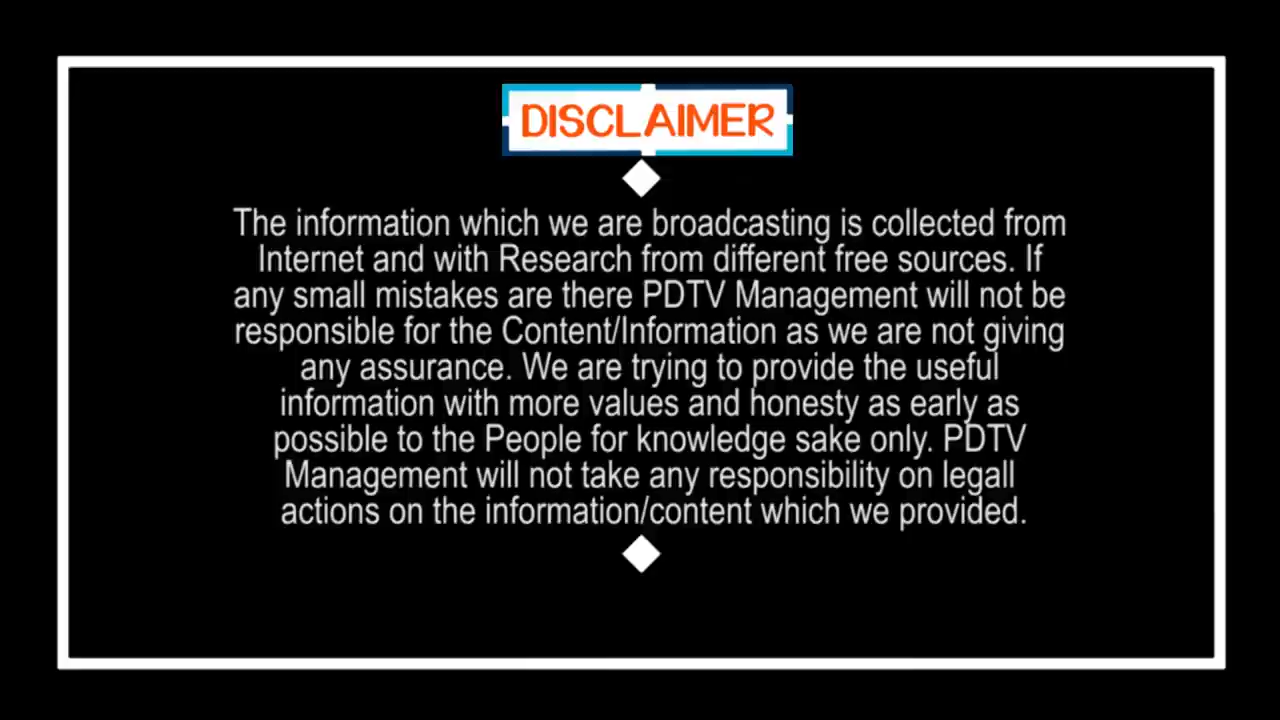 DISCLAIMER
The information which we are broadcasting is collected from
Internet and with Research from different free sources. If
any small mistakes are there PDTV Management will not be
responsible for the Content/Information as we are not giving
any assurance. We are trying to provide the useful
information with more values and honesty as early as
possible to the People for knowledge sake only. PDTV
Management will not take any responsibility on legall
actions on the information/content which we provided.